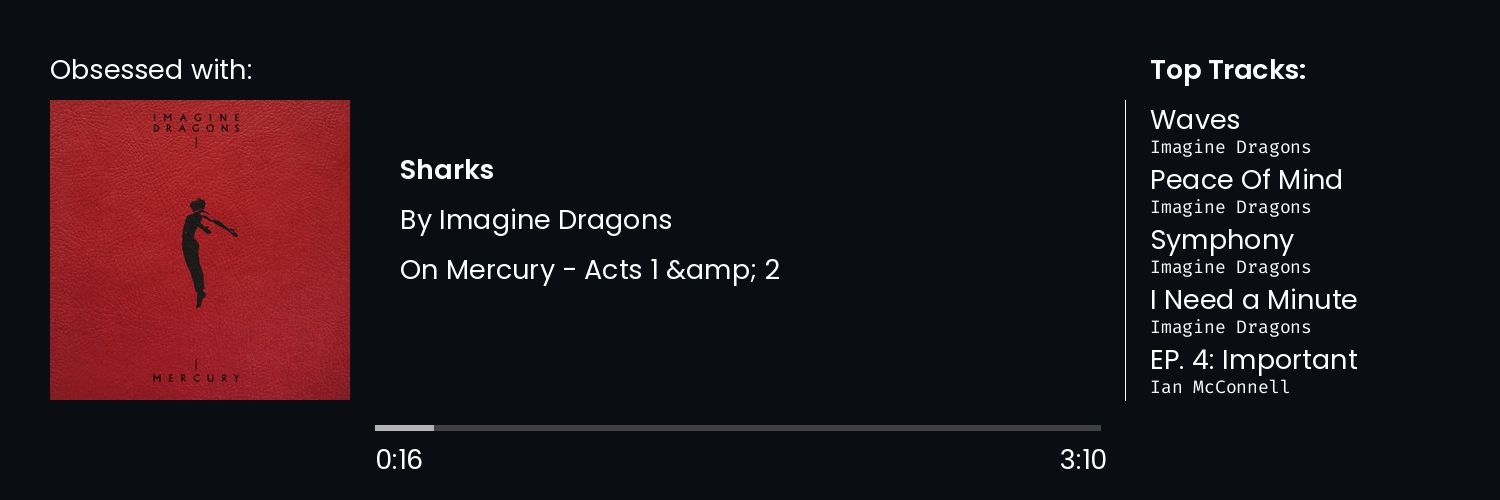 Obsessed with:
IMAGINE
DRAGONS
MERCURY
Sharks
By Imagine Dragons
On Mercury - Acts 1 &amp; 2
0:16
3:10
Top Tracks:
Waves
Imagine Dragons
Peace Of Mind
Imagine Dragons
Symphony
Imagine Dragons
I Need a Minute
Imagine Dragons
EP. 4: Important
Ian McConnell